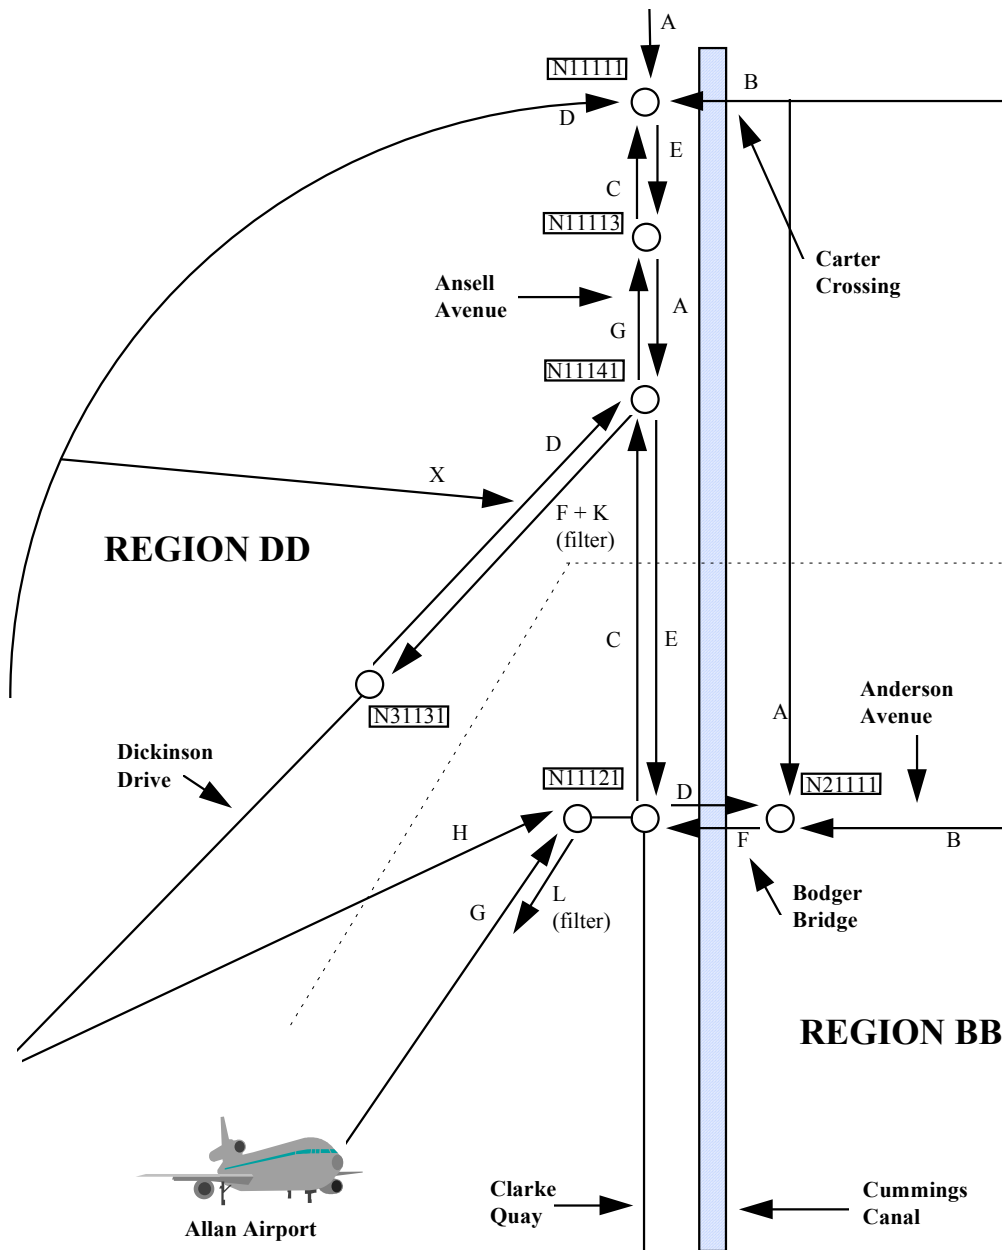 A
N11111
B
D
E
C
N11113
Carter
Crossing
Ansell
Avenue
A
G
N11141
D
X
F + K
(filter)
REGION DD
C
E
Anderson
Avenue
A
N31131
Dickinson
Drive
N11121
D
N21111
H
F
B
L
(filter)
G
Bodger
Bridge
REGION BB
Clarke
Quay
Cummings
Canal
Allan Airport